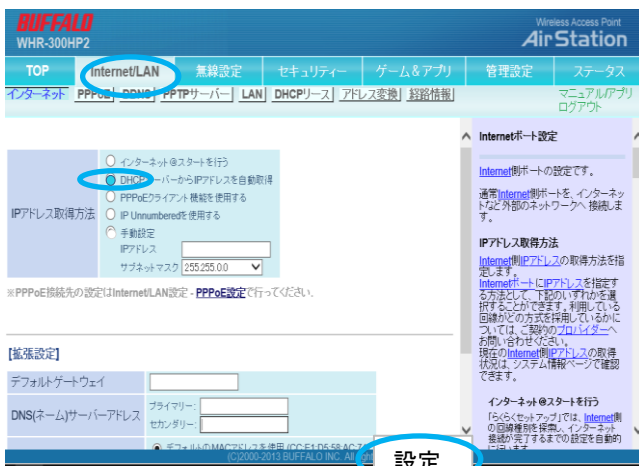 BUFFALO
WHR-300HP2
Wireless Access Point
AirStation
TOP Internet/LAN 無線設定 セキュリティー ゲーム&アプリ 管理設定 ステータス
インターネット PPPoE DDNS PPTPサーバー LAN DHCPリース アドレス変換 経路情報
マニュアル/アプリ
ログアウト
IPアドレス取得方法
インターネット@スタートを行う
DHCPサーバーからIPアドレスを自動取得
PPPoEクライアント機能を使用する
IP Unnumberedを使用する
手動設定
IPアドレス
サブネットマスク 255.255.0.0
※PPPoE接続先の設定はInternet/LAN設定 - PPPoE設定で行ってください。
[拡張設定]
デフォルトゲートウェイ
DNS(ネーム)サーバーアドレス
プライマリー:
セカンダリー:
デフォルトのMACアドレスを使用(CC:E1:D5:58:AC:7
(C)2000-2013 BUFFALO INC. All
設定
Internetポート設定
Internet側ポートの設定です。
通常Internet側ポートを、インターネッ
トなど外部のネットワークへ接続しま
す。
IPアドレス取得方法
Internet側IPアドレスの取得方法を指
定します。
InternetポートにIPアドレスを指定す
る方法として、下記のいずれかを選
択することができます。利用している
回線がどの方式を採用しているかに
ついては、ご契約のプロバイダーへ
お問い合わせください。
現在のInternet側IPアドレスの取得
状況は、システム情報ページで確認
できます。
インターネット@スタートを行う
「らくらくセットアップ」では、Internet側
の回線種別を探索し、インターネット
接続が完了するまでの設定を自動的
に行います。